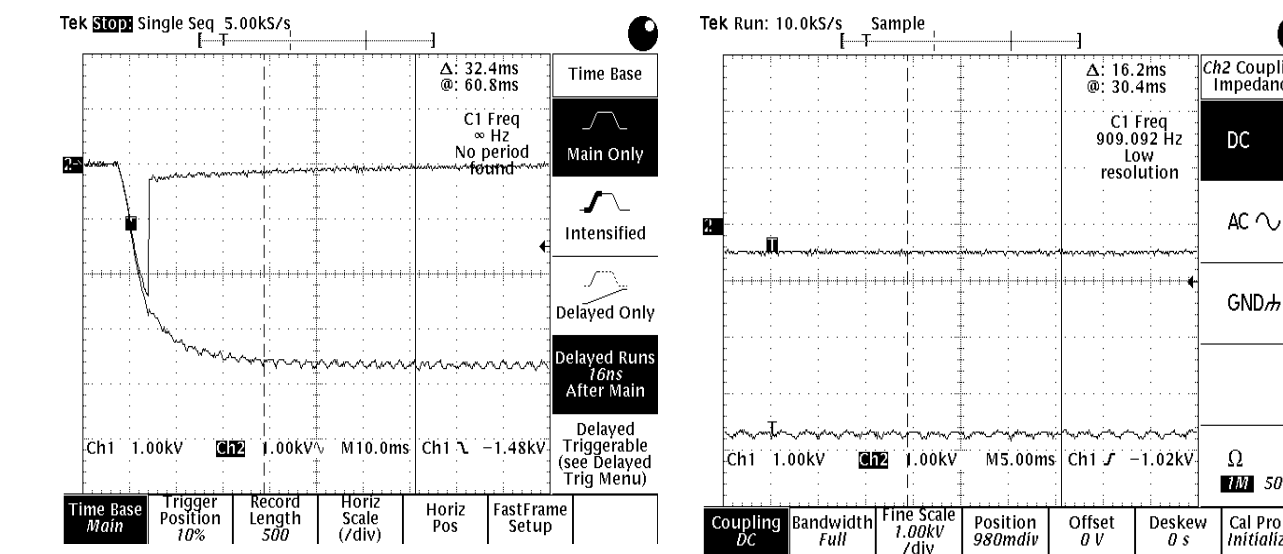 Tek Stop: Single Seq 5.00kS/s
T
Δ: 32.4ms
@: 60.8ms
C1 Freq
∞ Hz
No period
found
2
T
Ch1 1.00kV Ch2 1.00kV∿ M10.0ms Ch1 ʅ −1.48kV
Time Base
Main Only
Intensified
Delayed Only
Delayed Runs
16ns
After Main
Delayed
Triggerable
(see Delayed
Trig Menu)
Time Base
Main
Trigger
Position
10%
Record
Length
500
Horiz
Scale
(/div)
Horiz
Pos
FastFrame
Setup
Tek Run: 10.0kS/s Sample
T
Δ: 16.2ms
@: 30.4ms
C1 Freq
909.092 Hz
Low
resolution
2
T
T
Ch1 1.00kV Ch2 1.00kV M5.00ms Ch1 ʃ −1.02kV
Ch2 Coupli
Impedanc
DC
AC
GND
Ω
1M 50
Coupling
DC
Bandwidth
Full
Fine Scale
1.00kV
/div
Position
980mdiv
Offset
0 V
Deskew
0 s
Cal Pro
Initializ